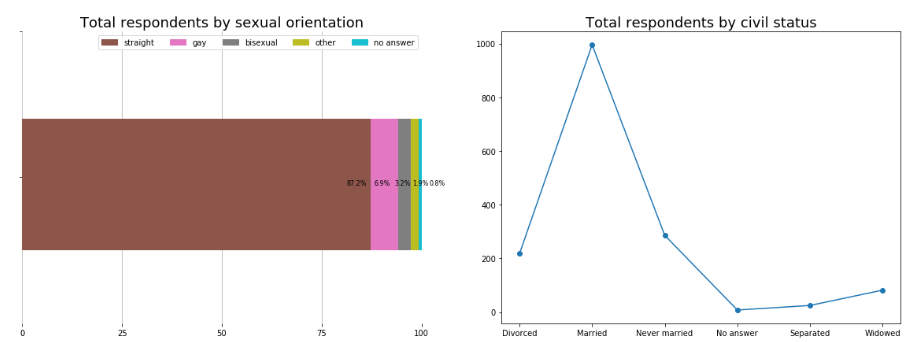 Total respondents by sexual orientation
straight gay bisexual other no answer
87.2% 6.9% 3.2% 1.9% 0.8%
0 25 50 75 100
Total respondents by civil status
1000
800
600
400
200
0
Divorced Married Never married No answer Separated Widowed